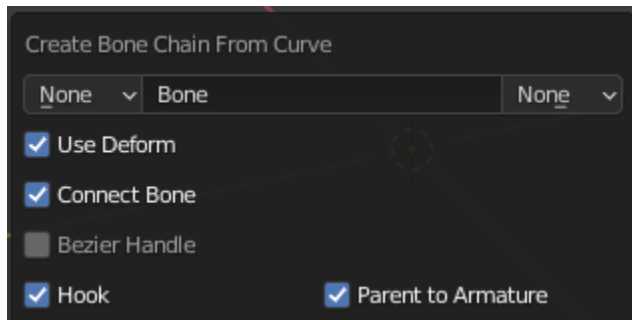 Create Bone Chain From Curve
None Bone None
Use Deform
Connect Bone
Bezier Handle
Hook Parent to Armature